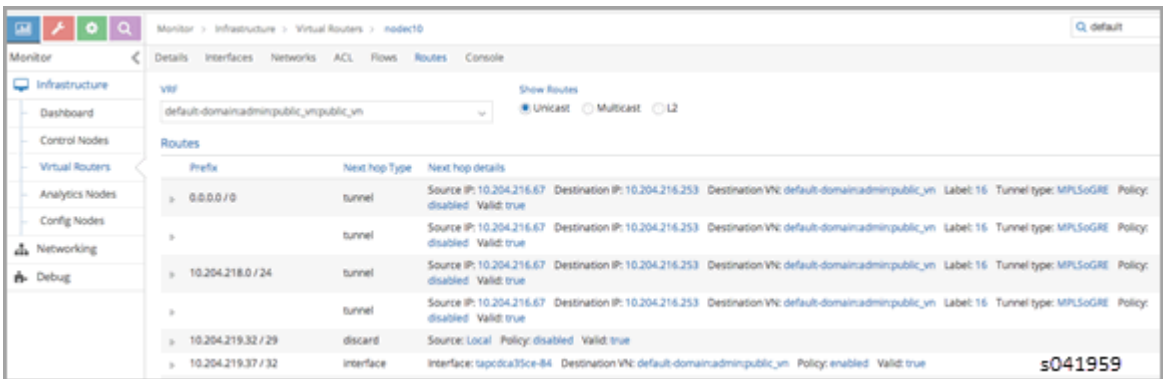 Monitor > Infrastructure > Virtual Routers > nodec10
default
Monitor
Details Interfaces Networks ACL Flows Routes Console
Infrastructure
Dashboard
Control Nodes
Virtual Routers
Analytics Nodes
Config Nodes
Networking
Debug
VRF
Show Routes
default-domain:admin:public_vn:public_vn
Unicast Multicast L2
Routes
Prefix Next hop Type Next hop details
0.0.0.0 / 0 tunnel Source IP: 10.204.216.67 Destination IP: 10.204.216.253 Destination VN: default-domain:admin:public_vn Label: 16 Tunnel type: MPLSoGRE Policy:
disabled Valid: true
tunnel Source IP: 10.204.216.67 Destination IP: 10.204.216.253 Destination VN: default-domain:admin:public_vn Label: 16 Tunnel type: MPLSoGRE Policy:
disabled Valid: true
10.204.218.0 / 24 tunnel Source IP: 10.204.216.67 Destination IP: 10.204.216.253 Destination VN: default-domain:admin:public_vn Label: 16 Tunnel type: MPLSoGRE Policy:
disabled Valid: true
tunnel Source IP: 10.204.216.67 Destination IP: 10.204.216.253 Destination VN: default-domain:admin:public_vn Label: 16 Tunnel type: MPLSoGRE Policy:
disabled Valid: true
10.204.219.32 / 29 discard Source: Local Policy: disabled Valid: true
10.204.219.37 / 32 interface Interface: tapcdca35ce-84 Destination VN: default-domain:admin:public_vn Policy: enabled Valid: true
s041959